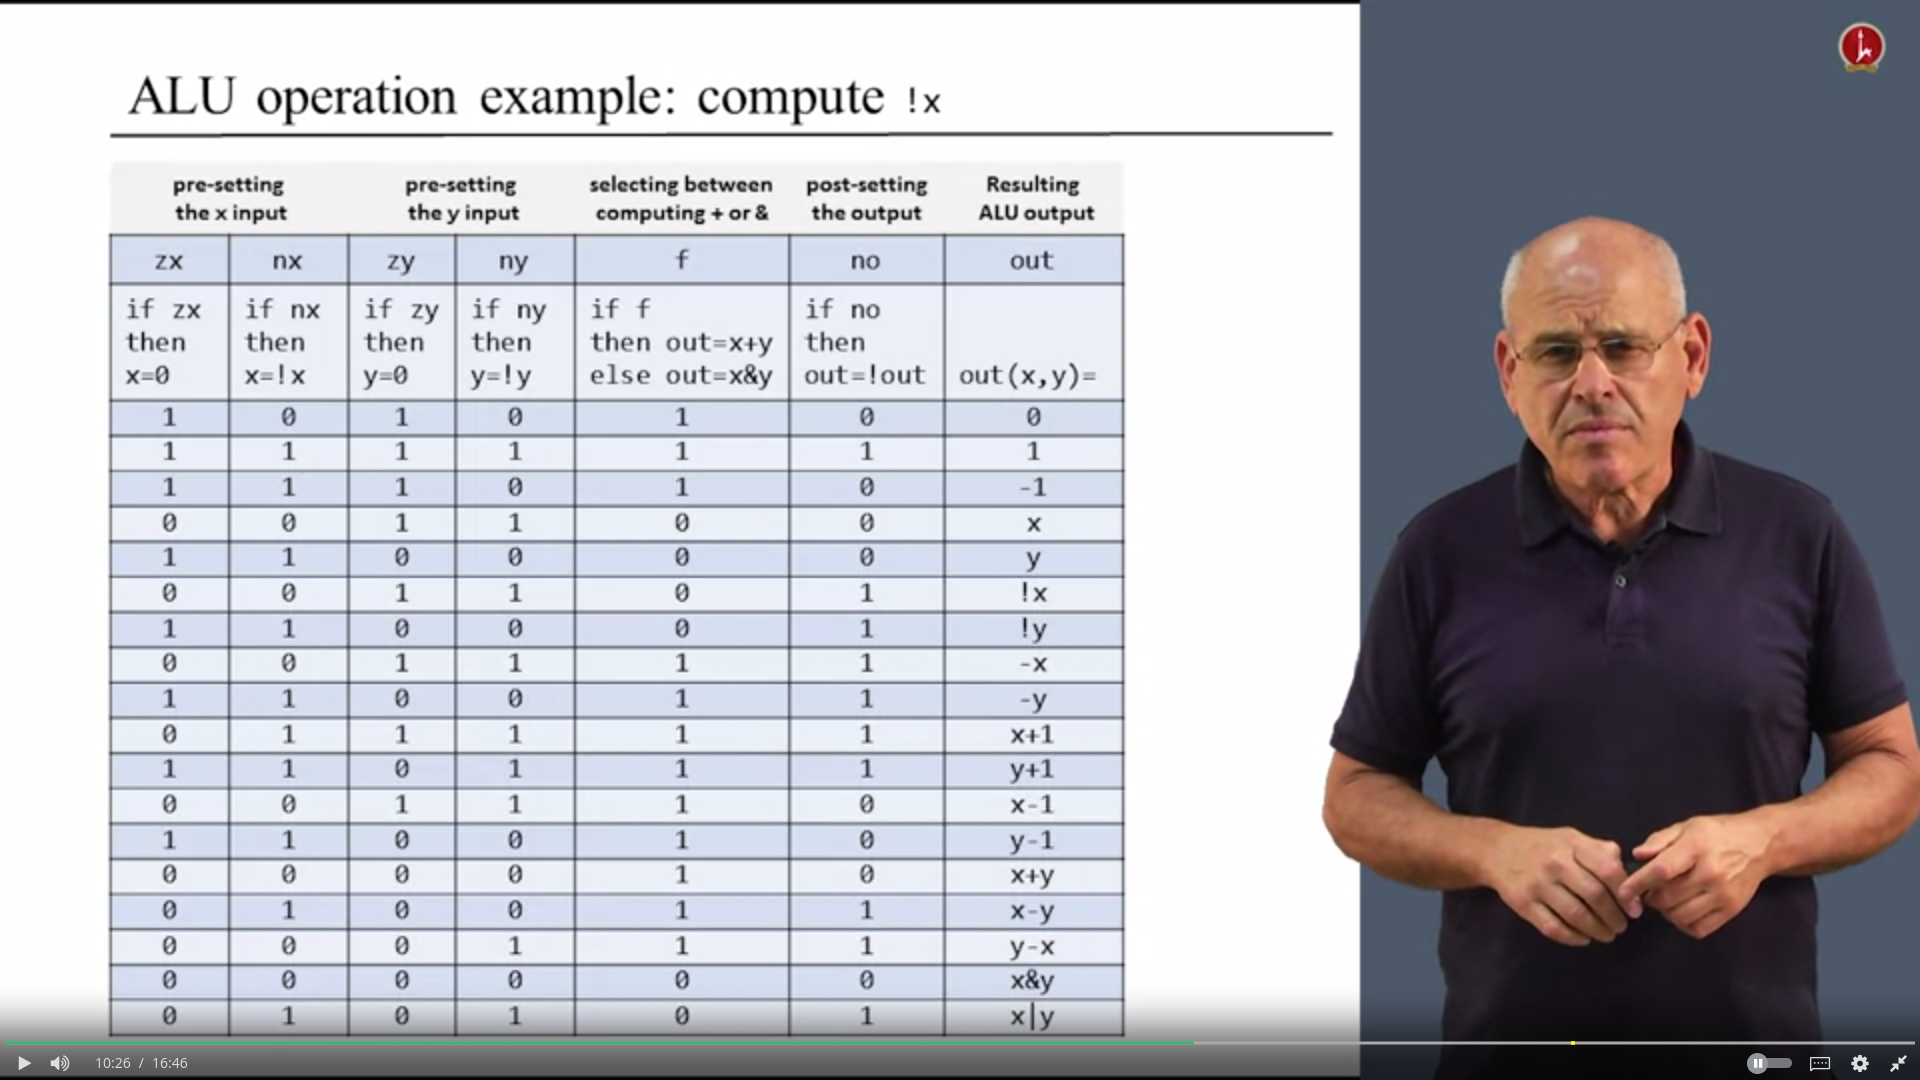 ALU operation example: compute !x
pre-setting the x input	pre-setting the y input	selecting between computing + or &	post-setting the output	Resulting ALU output
zx	nx	zy	ny	f	no	out
if zx then x=0	if nx then x=!x	if zy then y=0	if ny then y=!y	if f then out=x+y else out=x&y	if no then out=!out	out(x,y)=
1	0	1	0	1	0	0
1	1	1	1	1	1	1
1	1	1	0	1	0	-1
0	0	1	1	0	0	x
1	1	0	0	0	0	y
0	0	1	1	0	1	!x
1	1	0	0	0	1	!y
0	0	1	1	1	1	-x
1	1	0	0	1	1	-y
0	1	1	1	1	1	x+1
1	1	0	1	1	1	y+1
0	0	1	1	1	0	x-1
1	1	0	0	1	0	y-1
0	0	0	0	1	0	x+y
0	1	0	0	1	1	x-y
0	0	0	1	1	1	y-x
0	0	0	0	0	0	x&y
0	1	0	1	0	1	x|y
10:26 / 16:46